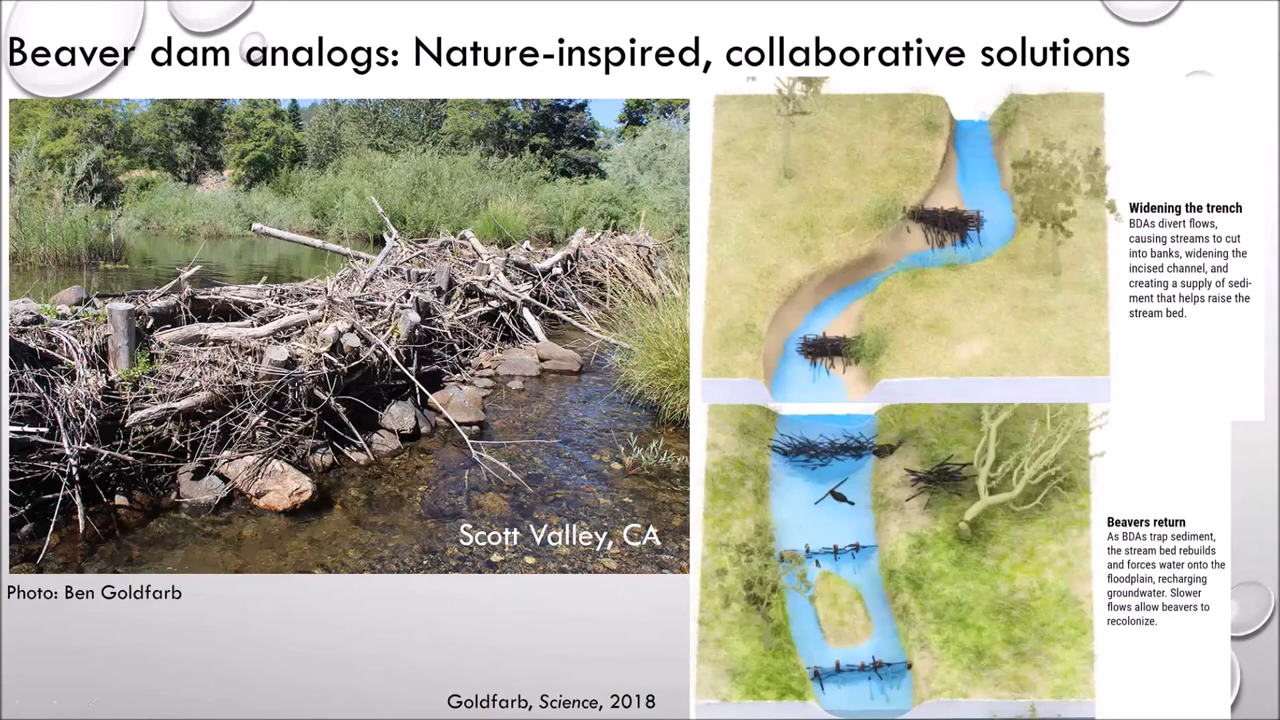 Beaver dam analogs: Nature-inspired, collaborative solutions
Scott Valley, CA
Photo: Ben Goldfarb
Goldfarb, Science, 2018
Widening the trench
BDAs divert flows,
causing streams to cut
into banks, widening the
incised channel, and
creating a supply of sedi-
ment that helps raise the
stream bed.
Beavers return
As BDAs trap sediment,
the stream bed rebuilds
and forces water onto the
floodplain, recharging
groundwater. Slower
flows allow beavers to
recolonize.